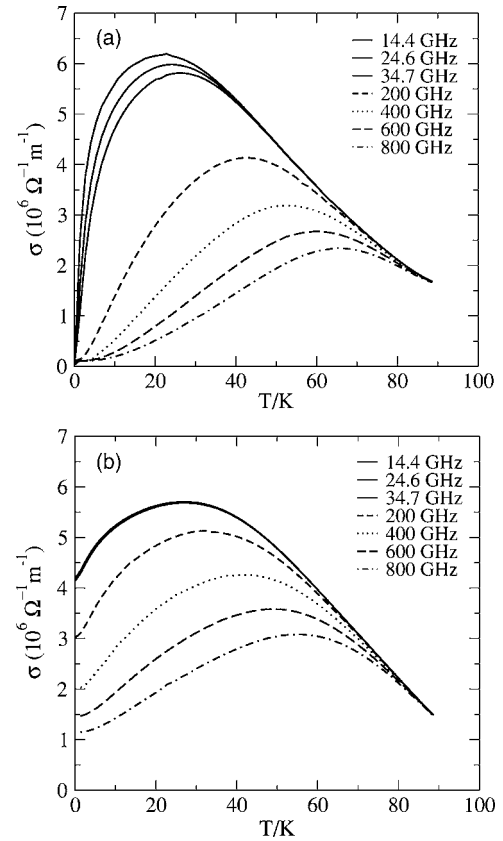 (a)
14.4 GHz
24.6 GHz
34.7 GHz
200 GHz
400 GHz
600 GHz
800 GHz
7
6
5
4
3
2
1
0
σ (10⁶ Ω⁻¹ m⁻¹)
0 20 40 60 80 100
T/K
(b)
14.4 GHz
24.6 GHz
34.7 GHz
200 GHz
400 GHz
600 GHz
800 GHz
7
6
5
4
3
2
1
0
σ (10⁶ Ω⁻¹ m⁻¹)
0 20 40 60 80 100
T/K